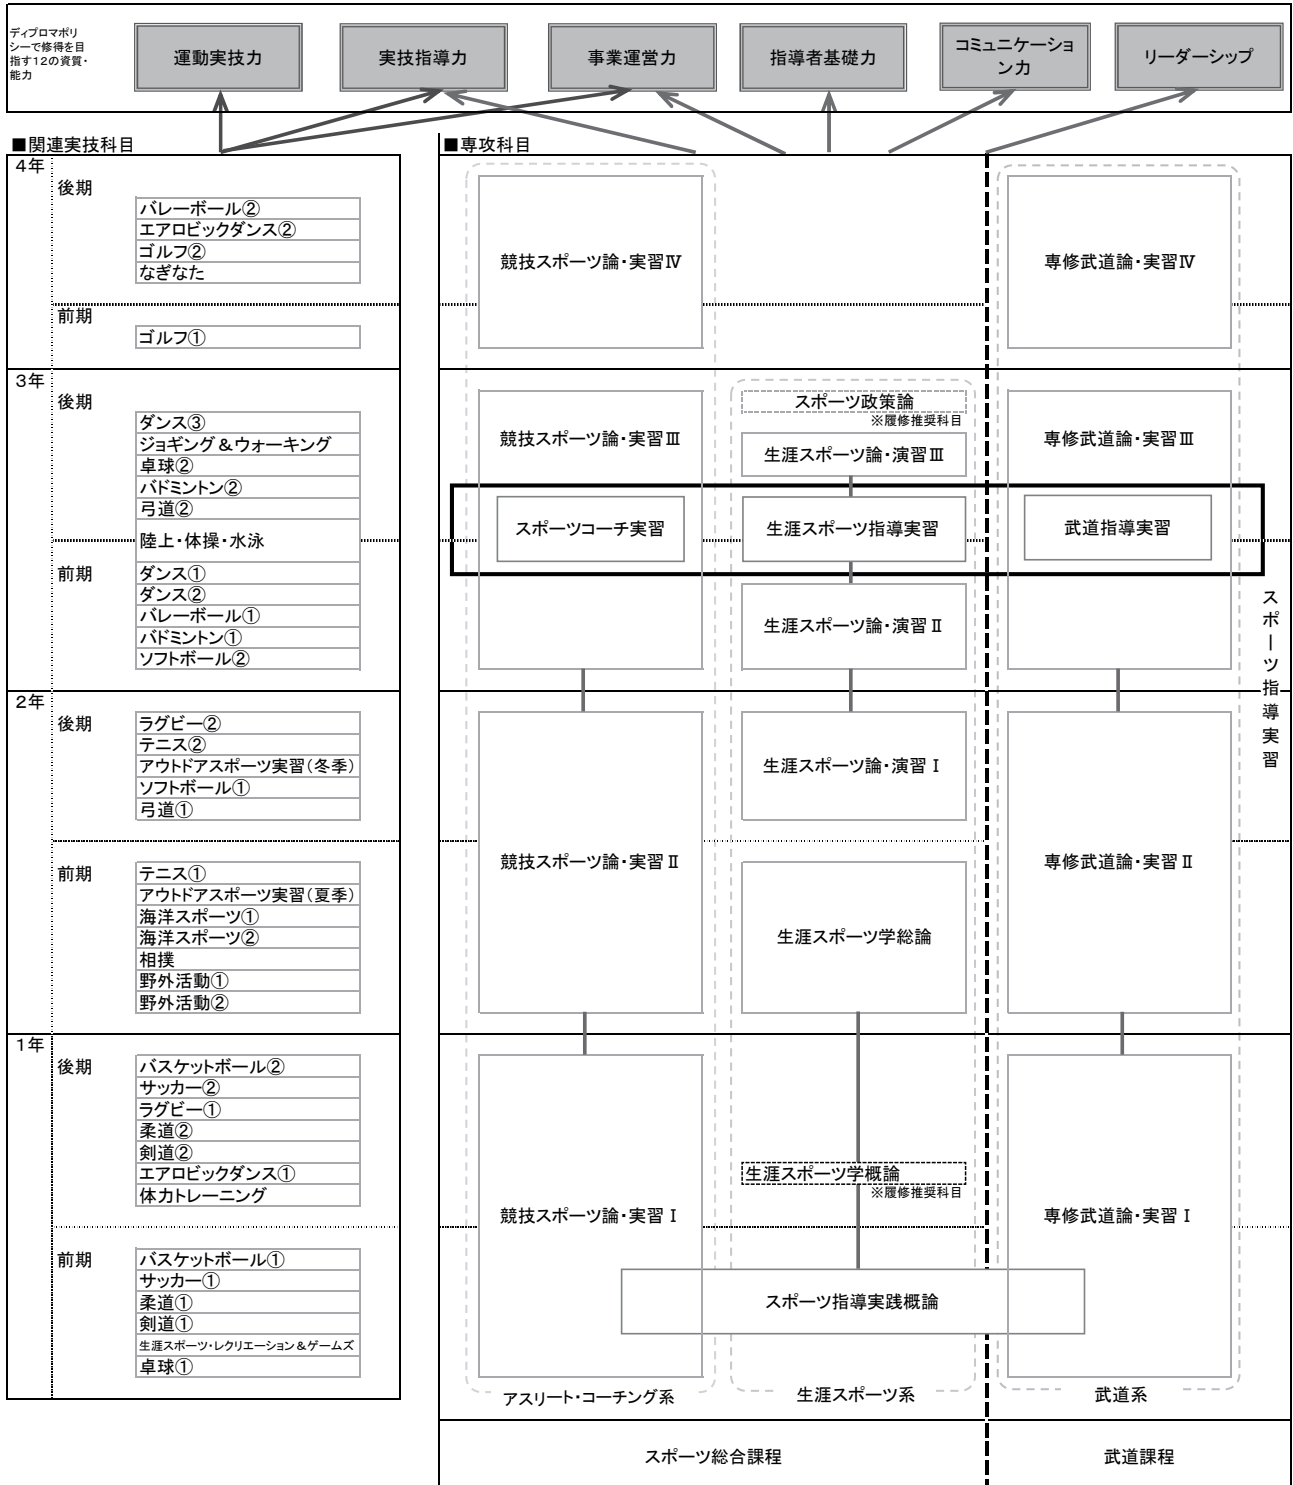 ディプロマポリ
シーで修得を目
指す12の資質・
能力
運動実技力
実技指導力
事業運営力
指導者基礎力
コミュニケーショ
ン力
リーダーシップ
■関連実技科目
4年
後期
バレーボール②
エアロビックダンス②
ゴルフ②
なぎなた
前期
ゴルフ①
3年
後期
ダンス③
ジョギング＆ウォーキング
卓球②
バドミントン②
弓道②
陸上・体操・水泳
前期
ダンス①
ダンス②
バレーボール①
バドミントン①
ソフトボール②
2年
後期
ラグビー②
テニス②
アウトドアスポーツ実習（冬季）
ソフトボール①
弓道①
前期
テニス①
アウトドアスポーツ実習（夏季）
海洋スポーツ①
海洋スポーツ②
相撲
野外活動①
野外活動②
1年
後期
バスケットボール②
サッカー②
ラグビー①
柔道②
剣道②
エアロビックダンス①
体力トレーニング
前期
バスケットボール①
サッカー①
柔道①
剣道①
生涯スポーツ・レクリエーション＆ゲームズ
卓球①
■専攻科目
競技スポーツ論・実習Ⅳ
専修武道論・実習Ⅳ
競技スポーツ論・実習Ⅲ
スポーツ政策論
※履修推奨科目
生涯スポーツ論・演習Ⅲ
専修武道論・実習Ⅲ
スポーツコーチ実習
生涯スポーツ指導実習
武道指導実習
生涯スポーツ論・演習Ⅱ
スポーツ指導実習
競技スポーツ論・実習Ⅱ
生涯スポーツ論・演習Ⅰ
専修武道論・実習Ⅱ
生涯スポーツ学総論
競技スポーツ論・実習Ⅰ
生涯スポーツ学概論
※履修推奨科目
専修武道論・実習Ⅰ
スポーツ指導実践概論
アスリート・コーチング系
生涯スポーツ系
武道系
スポーツ総合課程
武道課程